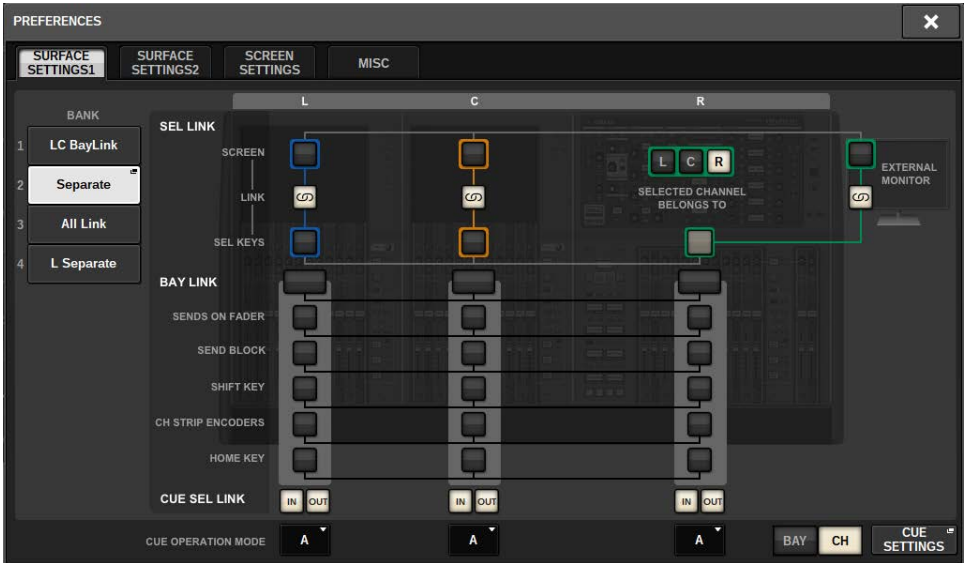 PREFERENCES
SURFACE
SETTINGS1
SURFACE
SETTINGS2
SCREEN
SETTINGS
MISC
L
C
R
BANK
1 LC BayLink
2 Separate
3 All Link
4 L Separate
SEL LINK
SCREEN
L C R
EXTERNAL
MONITOR
LINK
SELECTED CHANNEL
BELONGS TO
SEL KEYS
BAY LINK
SENDS ON FADER
SEND BLOCK
SHIFT KEY
CH STRIP ENCODERS
HOME KEY
CUE SEL LINK
IN OUT
IN OUT
IN OUT
CUE OPERATION MODE
A
A
A
BAY CH
CUE
SETTINGS